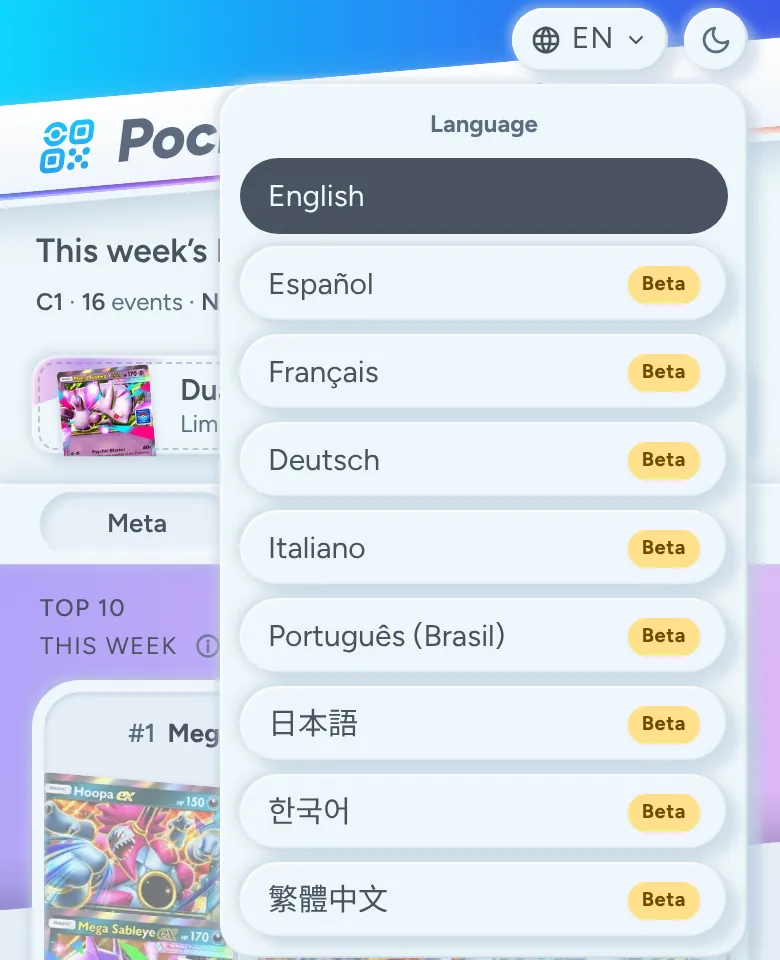 EN
Language
English
Español Beta
Français Beta
Deutsch Beta
Italiano Beta
Português (Brasil) Beta
日本語 Beta
한국어 Beta
繁體中文 Beta
Poc
This week’s
C1 · 16 events · N
Du
Lim
Meta
TOP 10
THIS WEEK
#1 Meg
Hoopa ex HP 150
Mega Sableye ex HP 170